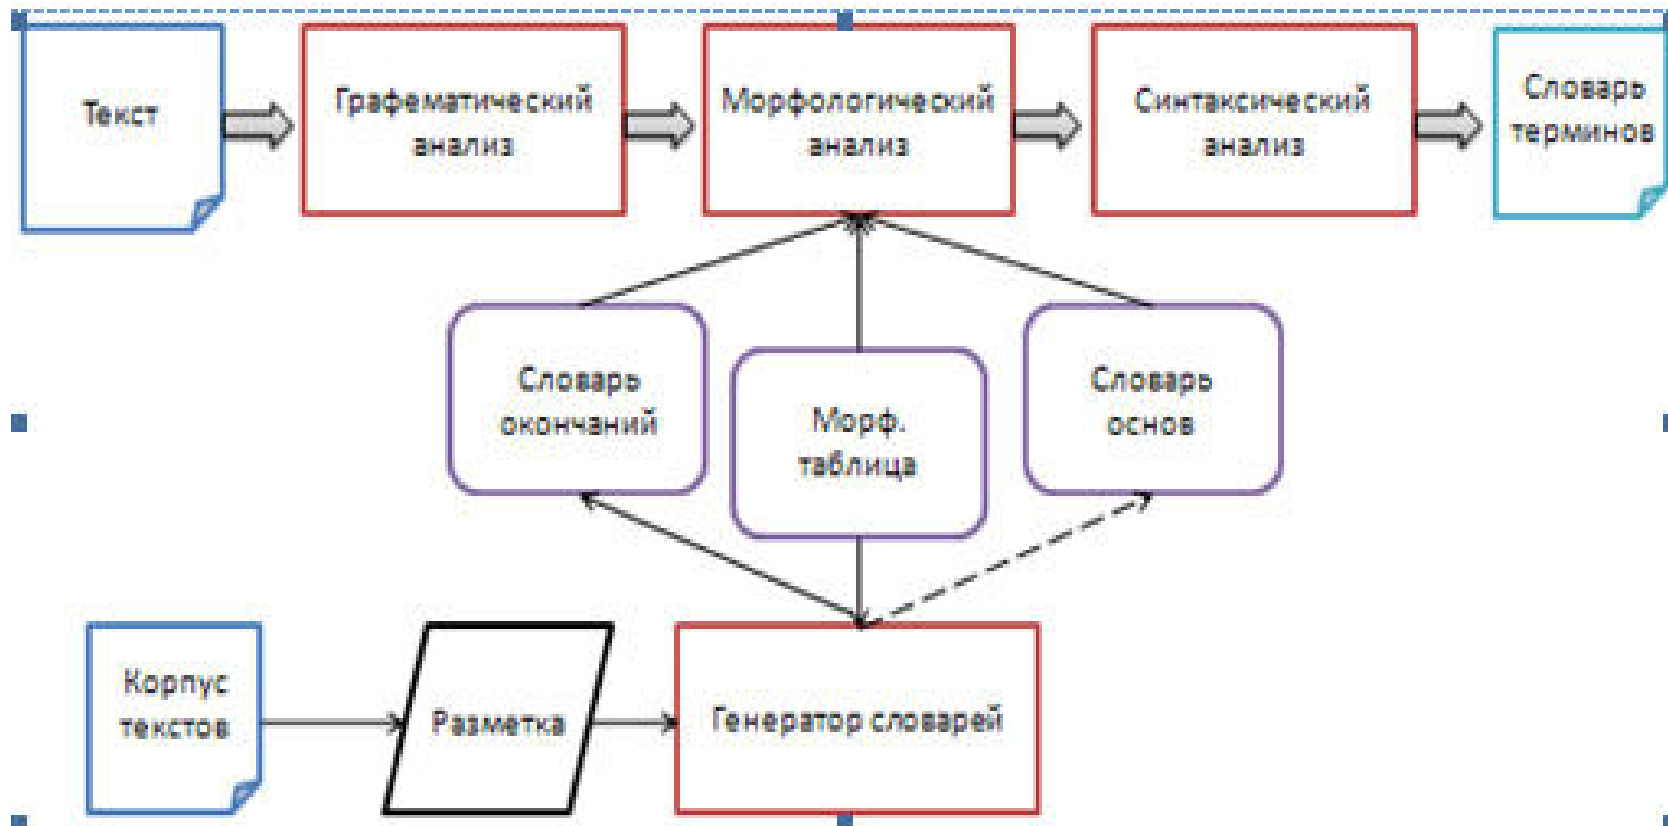 Текст
Графематический
анализ
Морфологический
анализ
Синтаксический
анализ
Словарь
терминов
Словарь
окончаний
Морф.
таблица
Словарь
основ
Корпус
текстов
Разметка
Генератор словарей